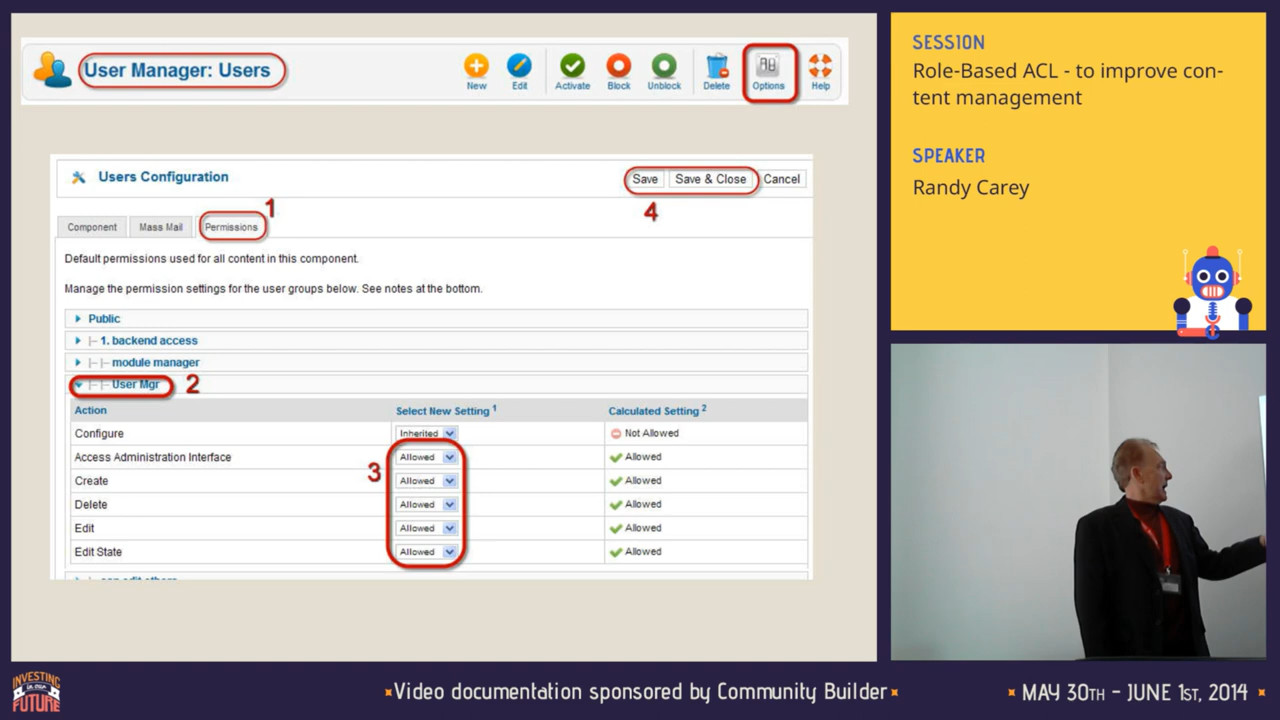 User Manager: Users
New
Edit
Activate
Block
Unblock
Delete
Options
Help
Users Configuration
Save
Save & Close
Cancel
4
Component
Mass Mail
Permissions
1
Default permissions used for all content in this component.
Manage the permission settings for the user groups below. See notes at the bottom.
Public
|– 1. backend access
|– |– module manager
|– |– User Mgr
2
Action
Select New Setting 1
Calculated Setting 2
Configure
Inherited
Not Allowed
Access Administration Interface
Allowed
Allowed
3
Create
Allowed
Allowed
Delete
Allowed
Allowed
Edit
Allowed
Allowed
Edit State
Allowed
Allowed
SESSION
Role-Based ACL - to improve con-
tent management
SPEAKER
Randy Carey
INVESTING
IN OUR
FUTURE
Video documentation sponsored by Community Builder
MAY 30TH - JUNE 1ST, 2014